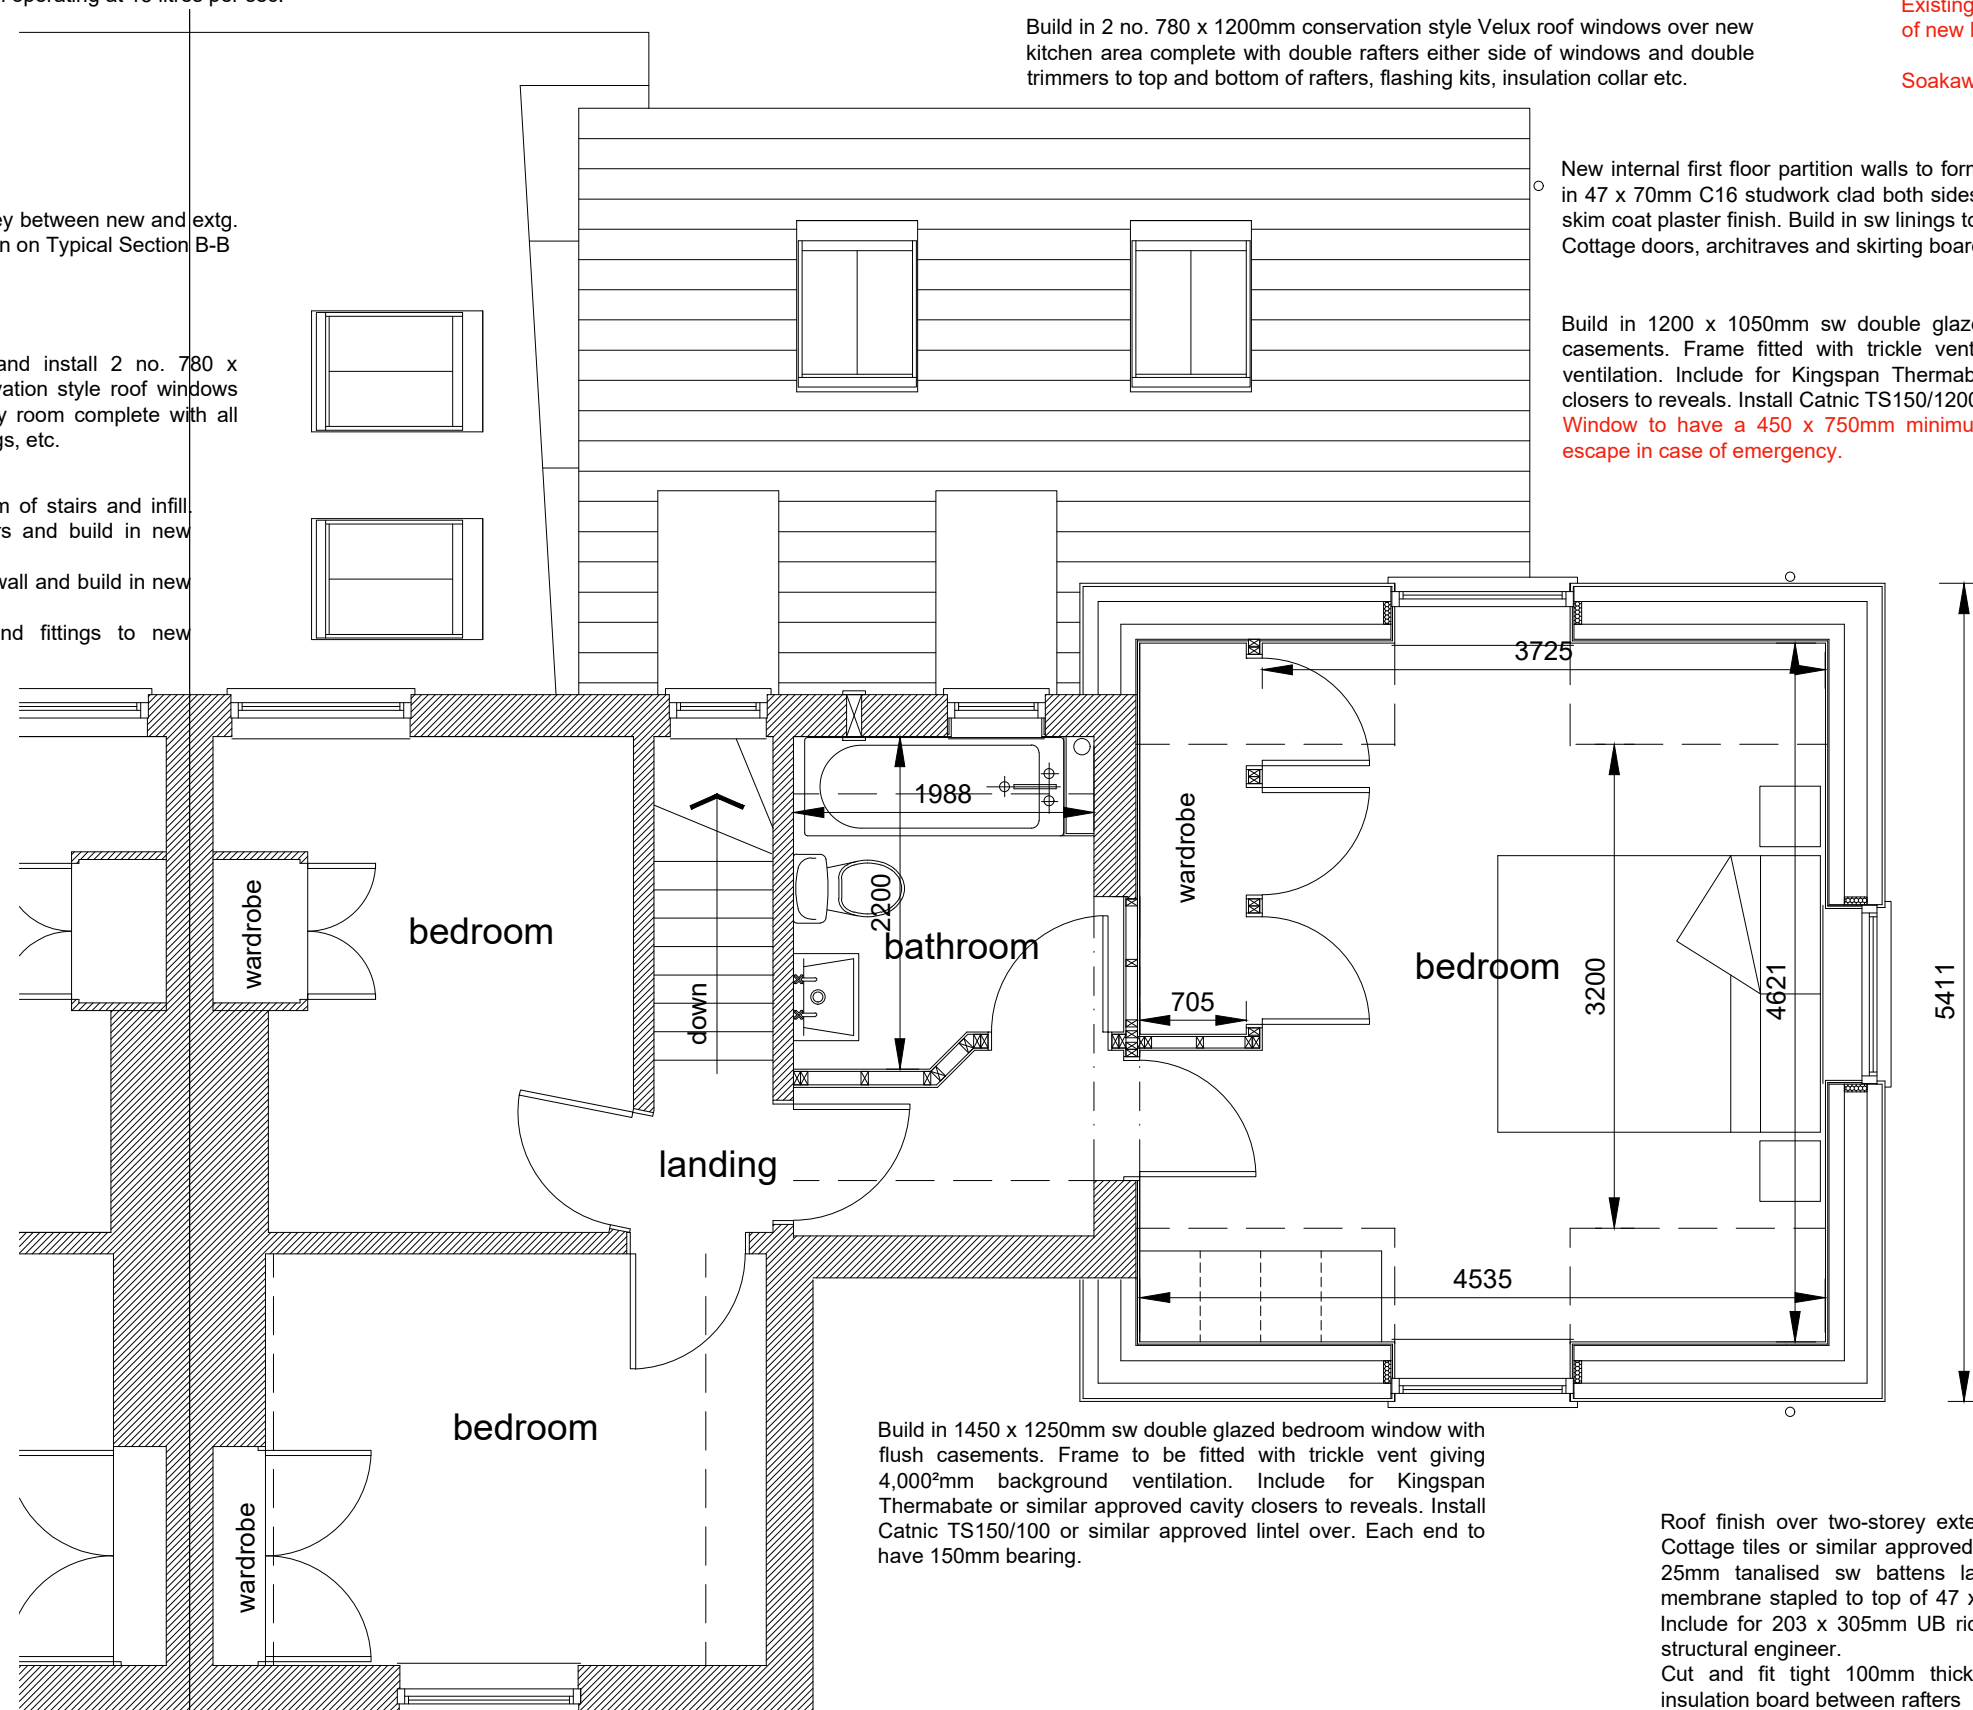 operating at 15 litres per sec.
Build in 2 no. 780 x 1200mm conservation style Velux roof windows over new
kitchen area complete with double rafters either side of windows and double
trimmers to top and bottom of rafters, flashing kits, insulation collar etc.
Existing
of new
Soakaw
New internal first floor partition walls to form
in 47 x 70mm C16 studwork clad both sides
skim coat plaster finish. Build in sw linings to
Cottage doors, architraves and skirting boar
ey between new and extg.
n on Typical Section B-B
Build in 1200 x 1050mm sw double glaz
casements. Frame fitted with trickle vent
ventilation. Include for Kingspan Thermab
closers to reveals. Install Catnic TS150/1200
Window to have a 450 x 750mm minimu
escape in case of emergency.
and install 2 no. 780 x
vation style roof windows
y room complete with all
gs, etc.
m of stairs and infill.
rs and build in new
wall and build in new
nd fittings to new
3725
1988
2200
wardrobe
wardrobe
bedroom
bathroom
bedroom
down
705
3200
4621
5411
landing
4535
bedroom
wardrobe
Build in 1450 x 1250mm sw double glazed bedroom window with
flush casements. Frame to be fitted with trickle vent giving
4,000²mm background ventilation. Include for Kingspan
Thermabate or similar approved cavity closers to reveals. Install
Catnic TS150/100 or similar approved lintel over. Each end to
have 150mm bearing.
Roof finish over two-storey exte
Cottage tiles or similar approved
25mm tanalised sw battens la
membrane stapled to top of 47 x
Include for 203 x 305mm UB ri
structural engineer.
Cut and fit tight 100mm thick
insulation board between rafters